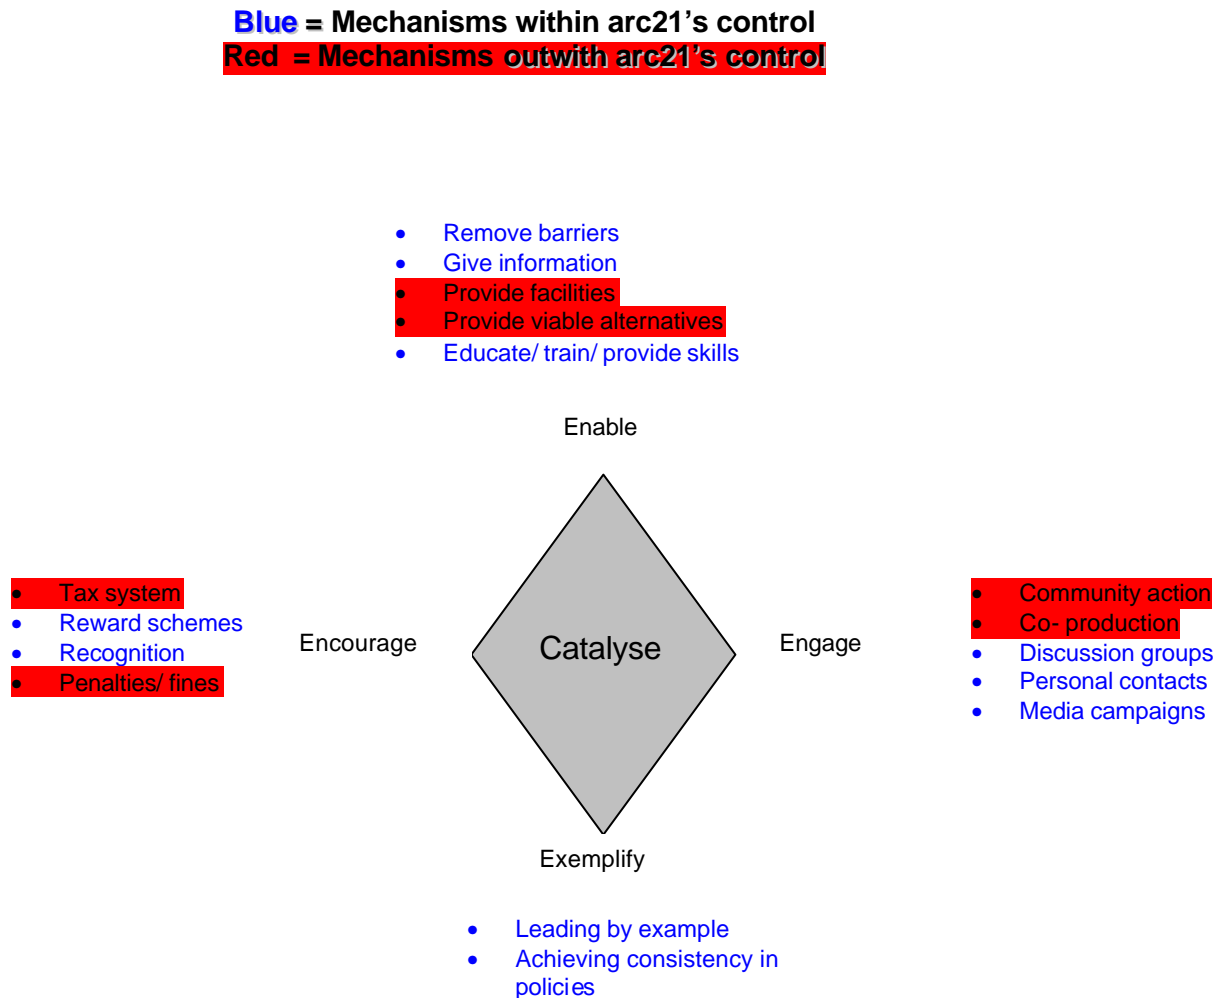 Blue = Mechanisms within arc21’s control
Red = Mechanisms outwith arc21’s control
• Remove barriers
• Give information
• Provide facilities
• Provide viable alternatives
• Educate/ train/ provide skills
Enable
• Tax system
• Reward schemes
• Recognition
• Penalties/ fines
Encourage
Catalyse
Engage
• Community action
• Co- production
• Discussion groups
• Personal contacts
• Media campaigns
Exemplify
• Leading by example
• Achieving consistency in
policies